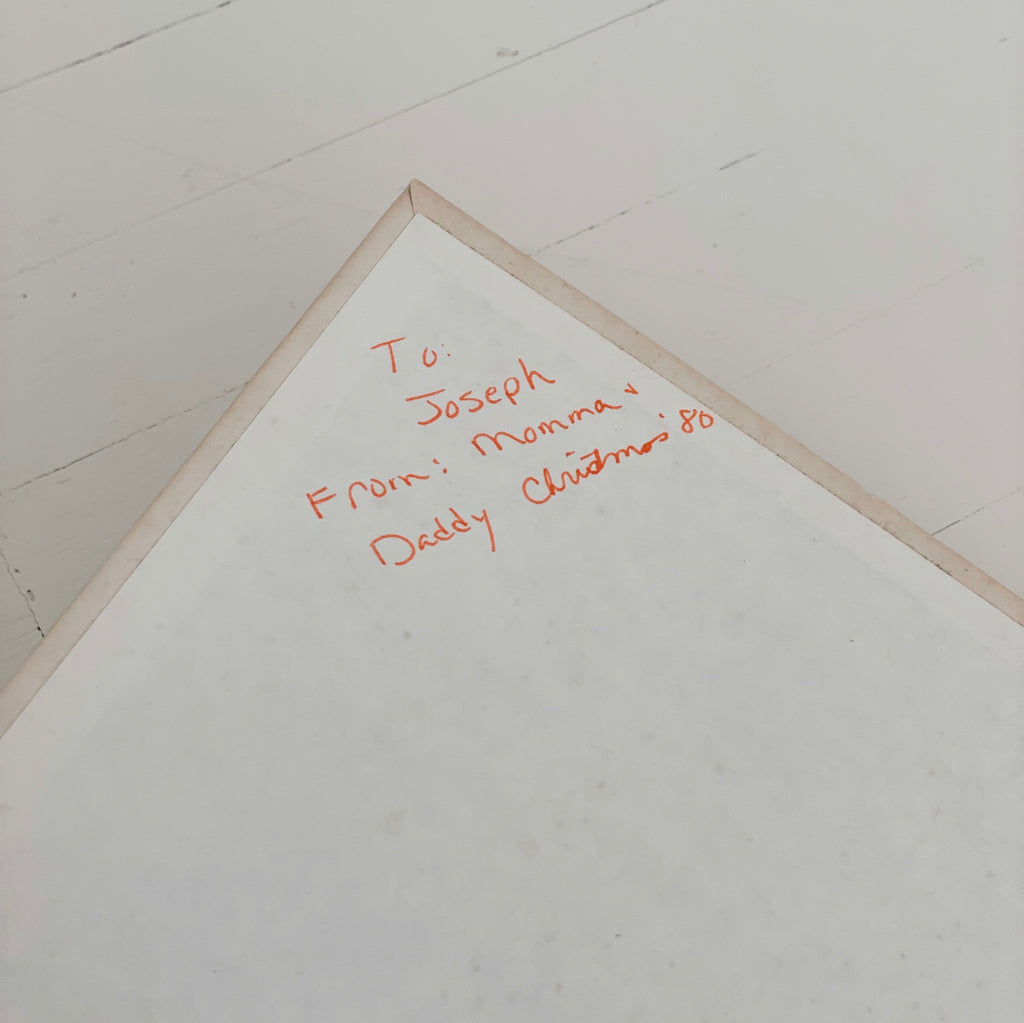 To:
Joseph
From: Momma &
Daddy Christmas '80